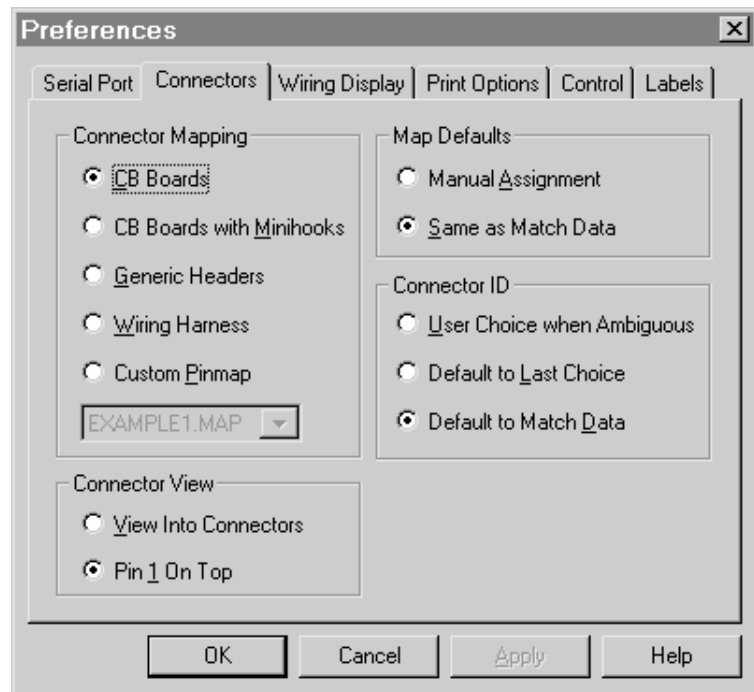 Preferences
Serial Port
Connectors
Wiring Display
Print Options
Control
Labels
Connector Mapping
CB Boards
CB Boards with Minihooks
Generic Headers
Wiring Harness
Custom Pinmap
EXAMPLE1.MAP
Connector View
View Into Connectors
Pin 1 On Top
Map Defaults
Manual Assignment
Same as Match Data
Connector ID
User Choice when Ambiguous
Default to Last Choice
Default to Match Data
OK
Cancel
Apply
Help